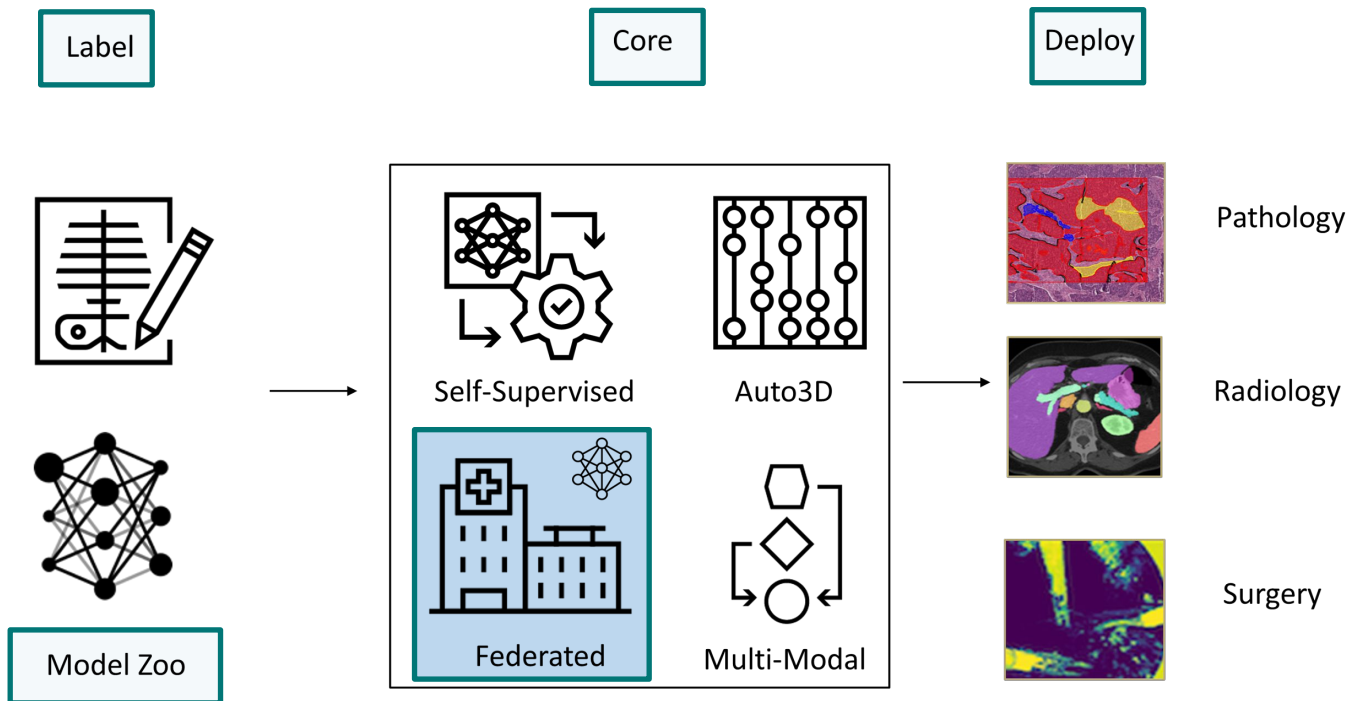 Label
Core
Deploy
Pathology
Self-Supervised
Auto3D
Radiology
Federated
Multi-Modal
Surgery
Model Zoo